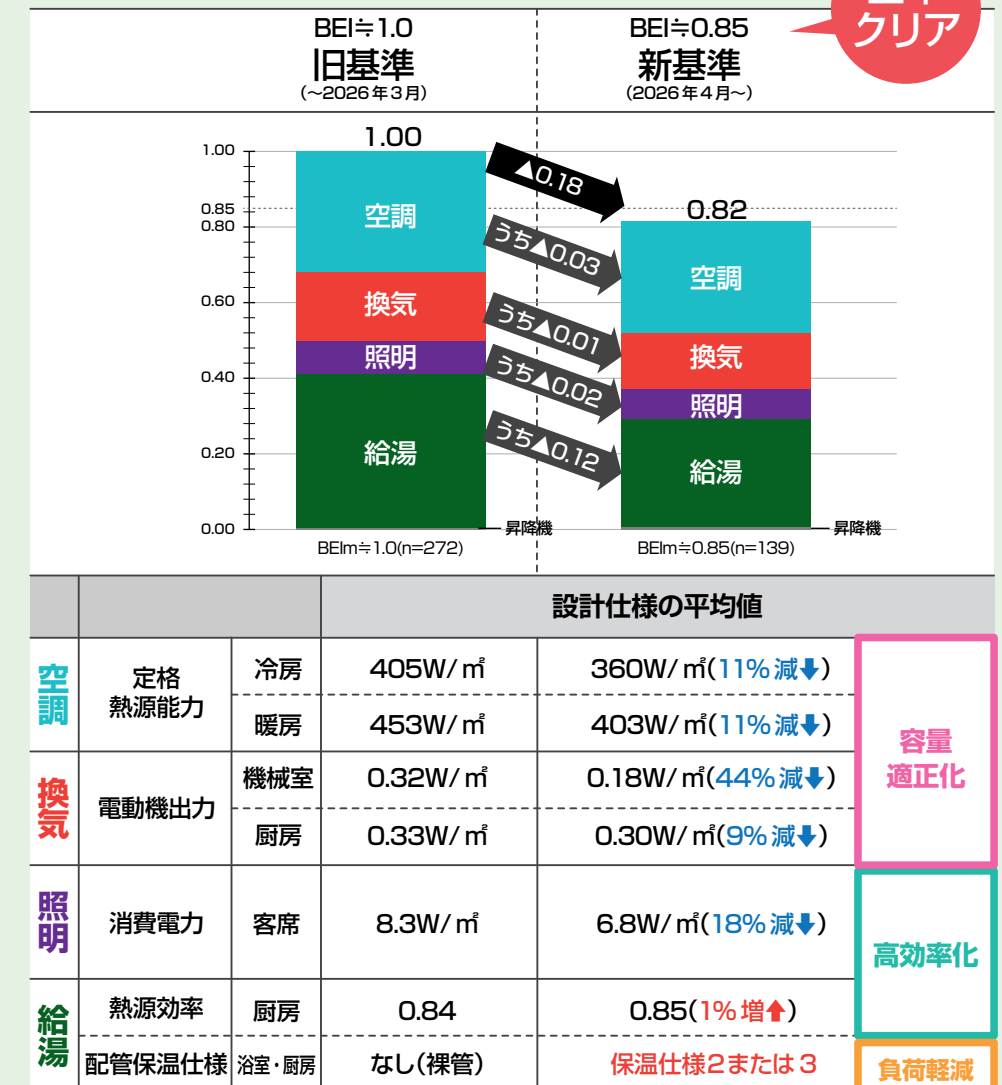 クリア
BEI≒1.0
旧基準
(～2026年3月)
BEI≒0.85
新基準
(2026年4月～)
1.00
0.85
0.80
0.60
0.40
0.20
0.00
1.00
空調
換気
照明
給湯
昇降機
BEIm≒1.0(n=272)
▲0.18
うち▲0.03
うち▲0.01
うち▲0.02
うち▲0.12
0.82
空調
換気
照明
給湯
昇降機
BEIm≒0.85(n=139)
設計仕様の平均値
空調
定格
熱源能力
冷房 405W/㎡ 360W/㎡(11%減⬇)
暖房 453W/㎡ 403W/㎡(11%減⬇)
換気
電動機出力
機械室 0.32W/㎡ 0.18W/㎡(44%減⬇)
厨房 0.33W/㎡ 0.30W/㎡(9%減⬇)
容量
適正化
照明
消費電力 客席 8.3W/㎡ 6.8W/㎡(18%減⬇)
高効率化
給湯
熱源効率 厨房 0.84 0.85(1%増⬆)
配管保温仕様 浴室・厨房 なし(裸管) 保温仕様2または3
負荷軽減